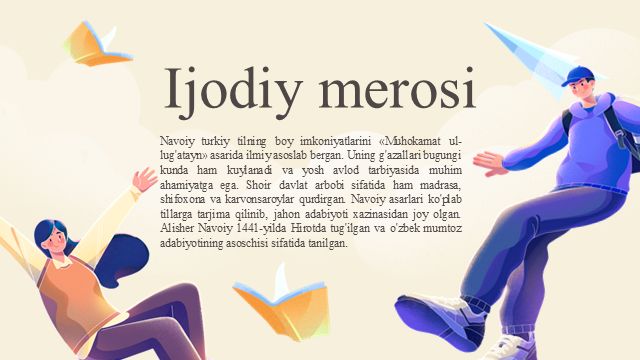 Ijodiy merosi
Navoiy turkiy tilning boy imkoniyatlarini «Muhokamat ul-
lug'atayn» asarida ilmiy asoslab bergan. Uning g'azallari bugungi
kunda ham kuylanadi va yosh avlod tarbiyasida muhim
ahamiyatga ega. Shoir davlat arbobi sifatida ham madrasa,
shifoxona va karvonsaroylar qurdirgan. Navoiy asarlari ko'plab
tillarga tarjima qilinib, jahon adabiyoti xazinasidan joy olgan.
Alisher Navoiy 1441-yilda Hirotda tug'ilgan va o'zbek mumtoz
adabiyotining asoschisi sifatida tanilgan.